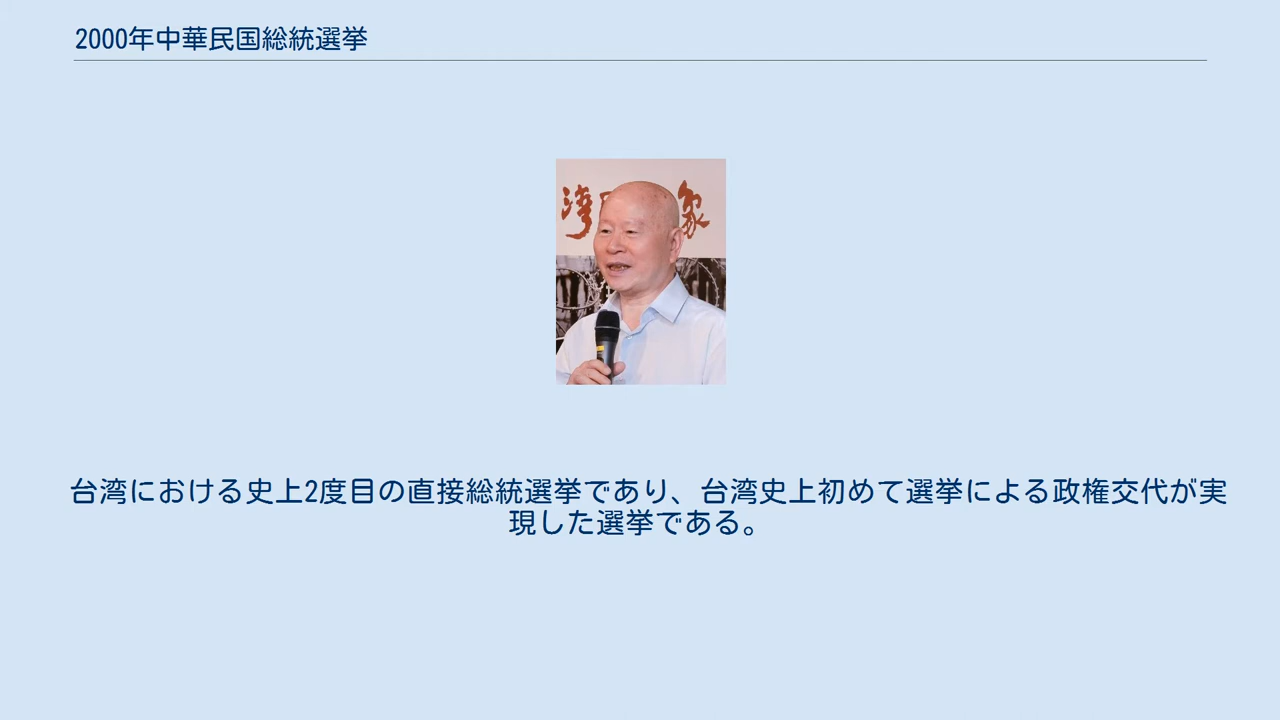 2000年中華民国総統選挙
湾 象
台湾における史上2度目の直接総統選挙であり、台湾史上初めて選挙による政権交代が実
現した選挙である。